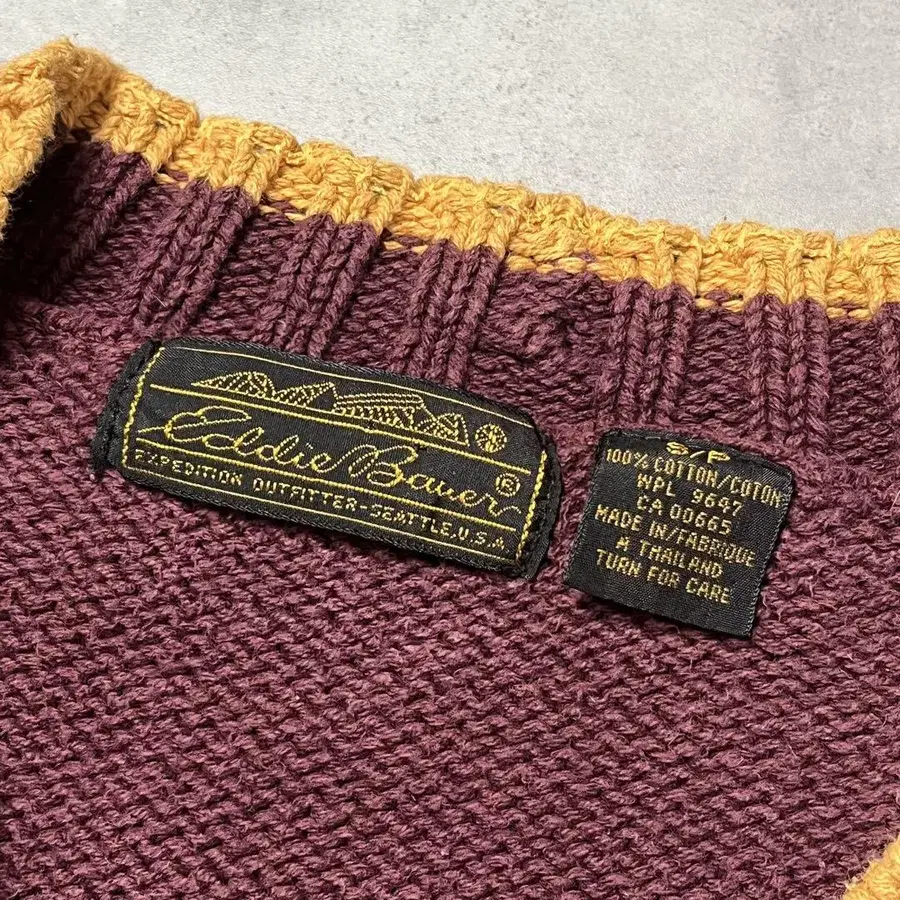 Eddie Bauer®
EXPEDITION OUTFITTER-SEATTLE,U.S.A
S/P
100% COTTON/COTON
WPL 9647
CA 00665
MADE IN/FABRIQUE
A THAILAND
TURN FOR CARE